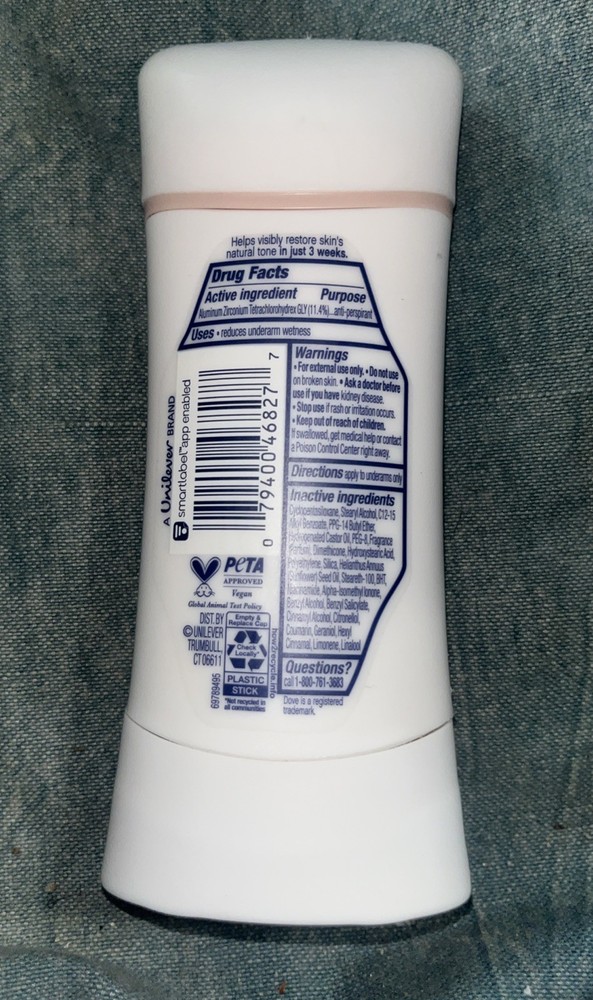 Helps visibly restore skin's
natural tone in just 3 weeks.
Drug Facts
Active ingredient Purpose
Aluminum Zirconium Tetrachlorohydrex GLY (11.4%)...anti-perspirant
Uses • reduces underarm wetness
Warnings
• For external use only. • Do not use
on broken skin. • Ask a doctor before
use if you have kidney disease.
• Stop use if rash or irritation occurs.
• Keep out of reach of children.
If swallowed, get medical help or contact
a Poison Control Center right away.
Directions apply to underarms only
Inactive ingredients
Cyclopentasiloxane, Stearyl Alcohol, C12-15
Alkyl Benzoate, PPG-14 Butyl Ether,
Hydrogenated Castor Oil, PEG-8, Fragrance
(Parfum), Dimethicone, Hydroxystearic Acid,
Polyethylene, Silica, Helianthus Annuus
(Sunflower) Seed Oil, Steareth-100, BHT,
Niacinamide, Alpha-Isomethyl Ionone,
Benzyl Alcohol, Benzyl Salicylate,
Cinnamyl Alcohol, Citronellol,
Coumarin, Geraniol, Hexyl
Cinnamal, Limonene, Linalool
Questions?
call 1-800-761-3683
Dove is a registered
trademark.
A Unilever BRAND
smartlabel™ app enabled
0 79400 46827 7
PETA
APPROVED
Vegan
Global Animal Test Policy
DIST. BY
© UNILEVER
TRUMBULL,
CT 06611
69789495
Empty &
Replace Cap
Check
Locally*
PLASTIC
STICK
*Not recycled in
all communities
how2recycle.info